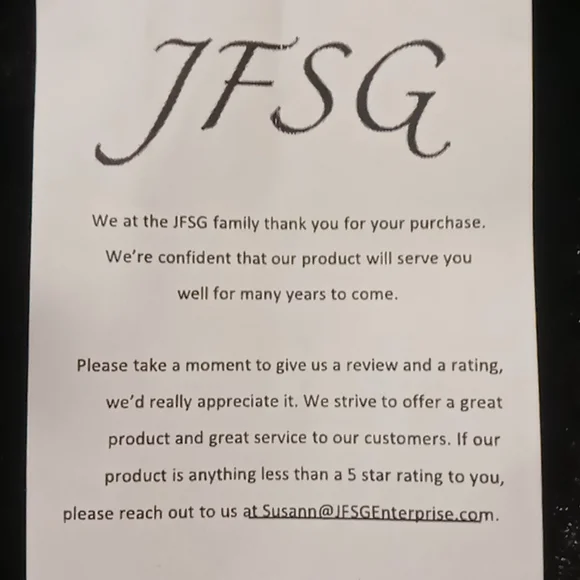 JFSG
We at the JFSG family thank you for your purchase.
We're confident that our product will serve you
well for many years to come.
Please take a moment to give us a review and a rating,
we'd really appreciate it. We strive to offer a great
product and great service to our customers. If our
product is anything less than a 5 star rating to you,
please reach out to us at Susann@JFSGEnterprise.com.